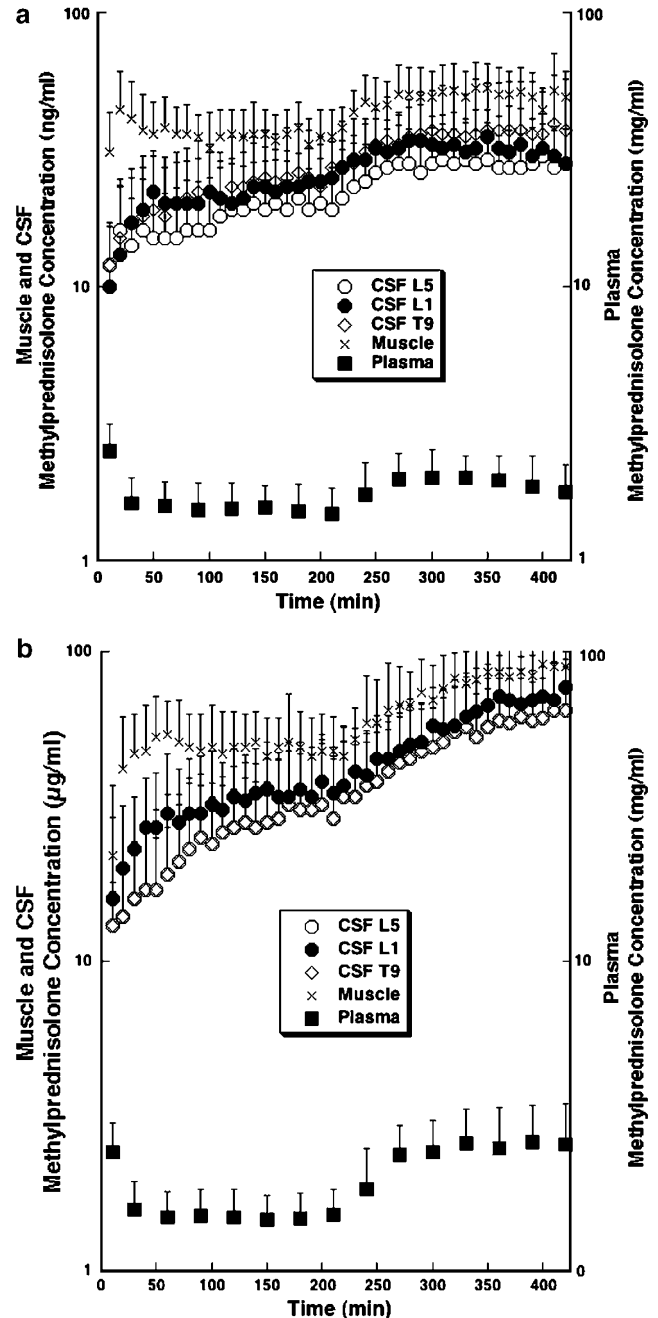 a
100
10
1
Muscle and CSF
Methylprednisolone Concentration (ng/ml)
100
10
1
Plasma
Methylprednisolone Concentration (mg/ml)
CSF L5
CSF L1
CSF T9
Muscle
Plasma
0 50 100 150 200 250 300 350 400
Time (min)
b
100
10
1
Muscle and CSF
Methylprednisolone Concentration (µg/ml)
100
10
0
Plasma
Methylprednisolone Concentration (mg/ml)
CSF L5
CSF L1
CSF T9
Muscle
Plasma
0 50 100 150 200 250 300 350 400
Time (min)